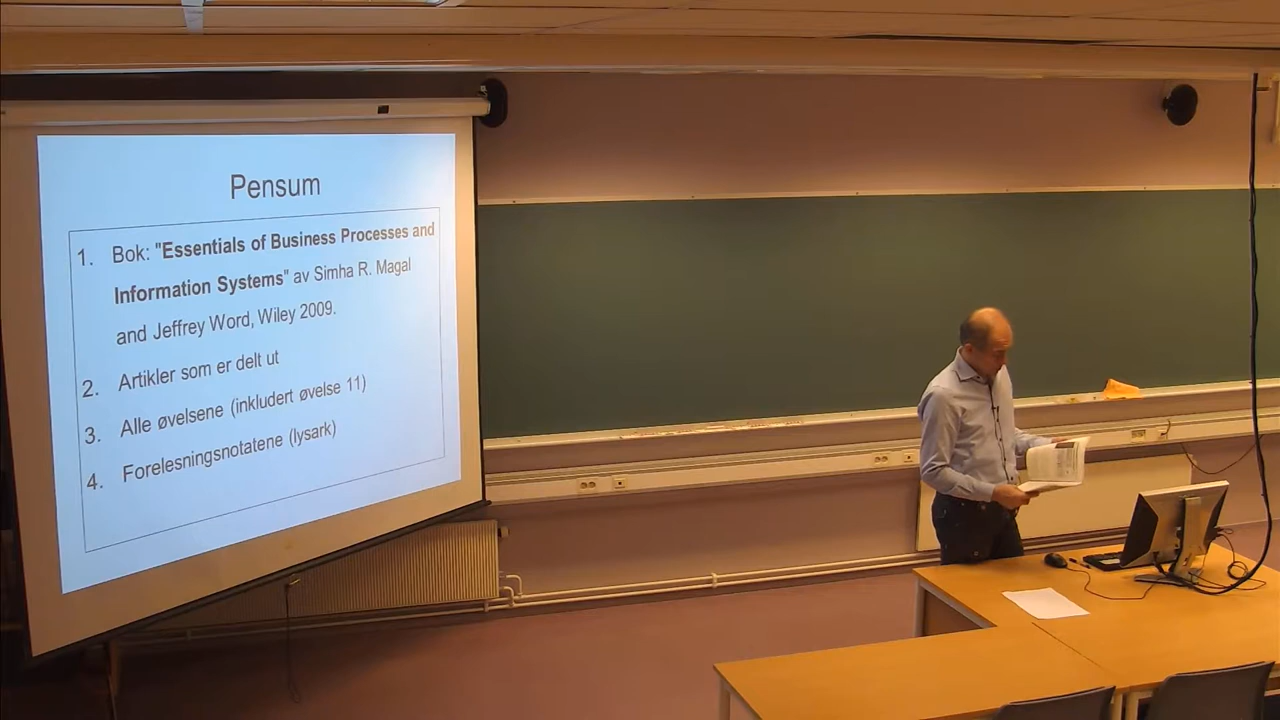 Pensum
1. Bok: "Essentials of Business Processes and
Information Systems" av Simha R. Magal
and Jeffrey Word, Wiley 2009.
2. Artikler som er delt ut
3. Alle øvelsene (inkludert øvelse 11)
4. Forelesningsnotatene (lysark)